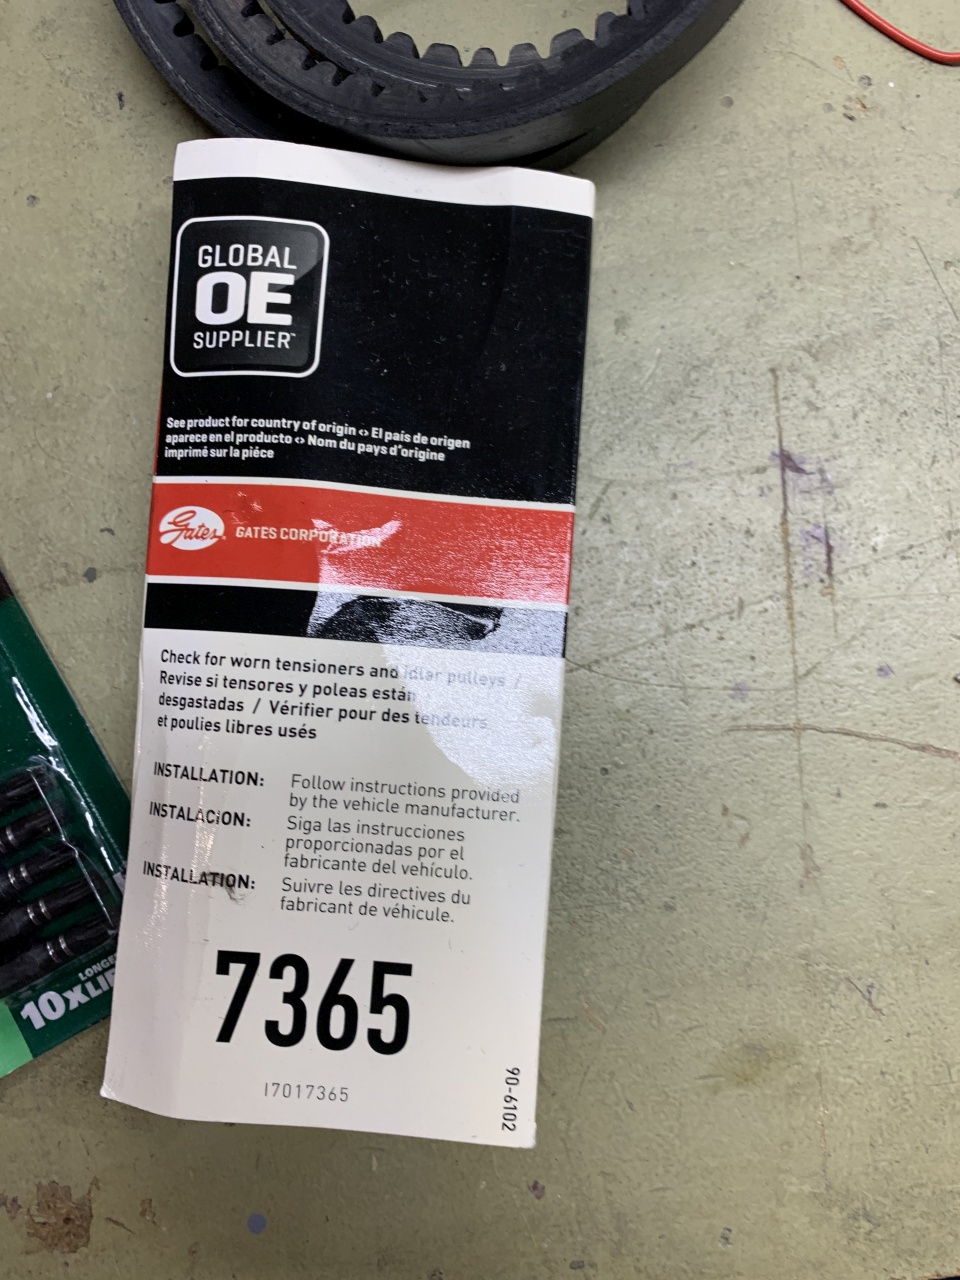 GLOBAL
OE
SUPPLIER™
See product for country of origin <> El país de origen
aparece en el producto <> Nom du pays d'origine
imprimé sur la piéce
Gates®
GATES CORPORATION
Check for worn tensioners and idlar pulleys /
Revise si tensores y poleas están
desgastadas / Vérifier pour des tendeurs
et poulies libres usés
INSTALLATION: Follow instructions provided
by the vehicle manufacturer.
INSTALACIÓN: Siga las instrucciones
proporcionadas por el
fabricante del vehículo.
INSTALLATION: Suivre les directives du
fabricant de véhicule.
7365
I7017365
90-6102
10X